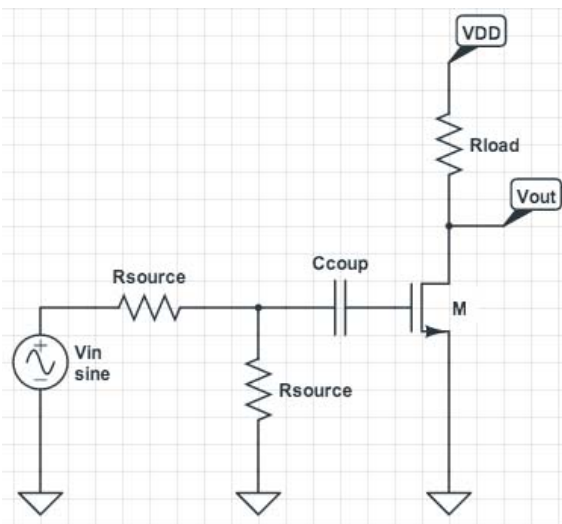 VDD
Rload
Vout
Ccoup
Rsource
M
Vin
sine
Rsource